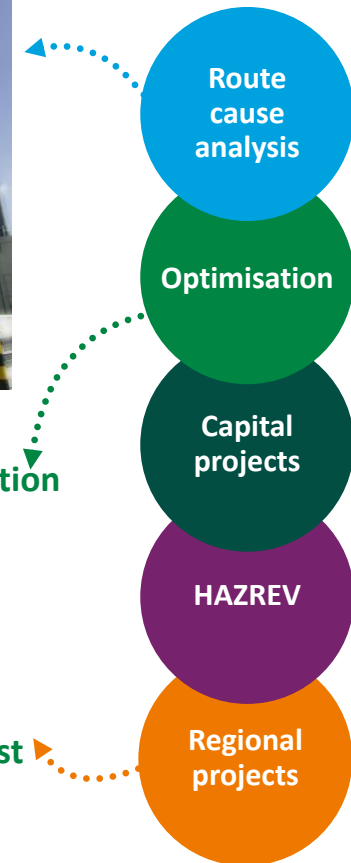 Route
cause
analysis
Optimisation
Capital
projects
tion
HAZREV
Regional
projects
st